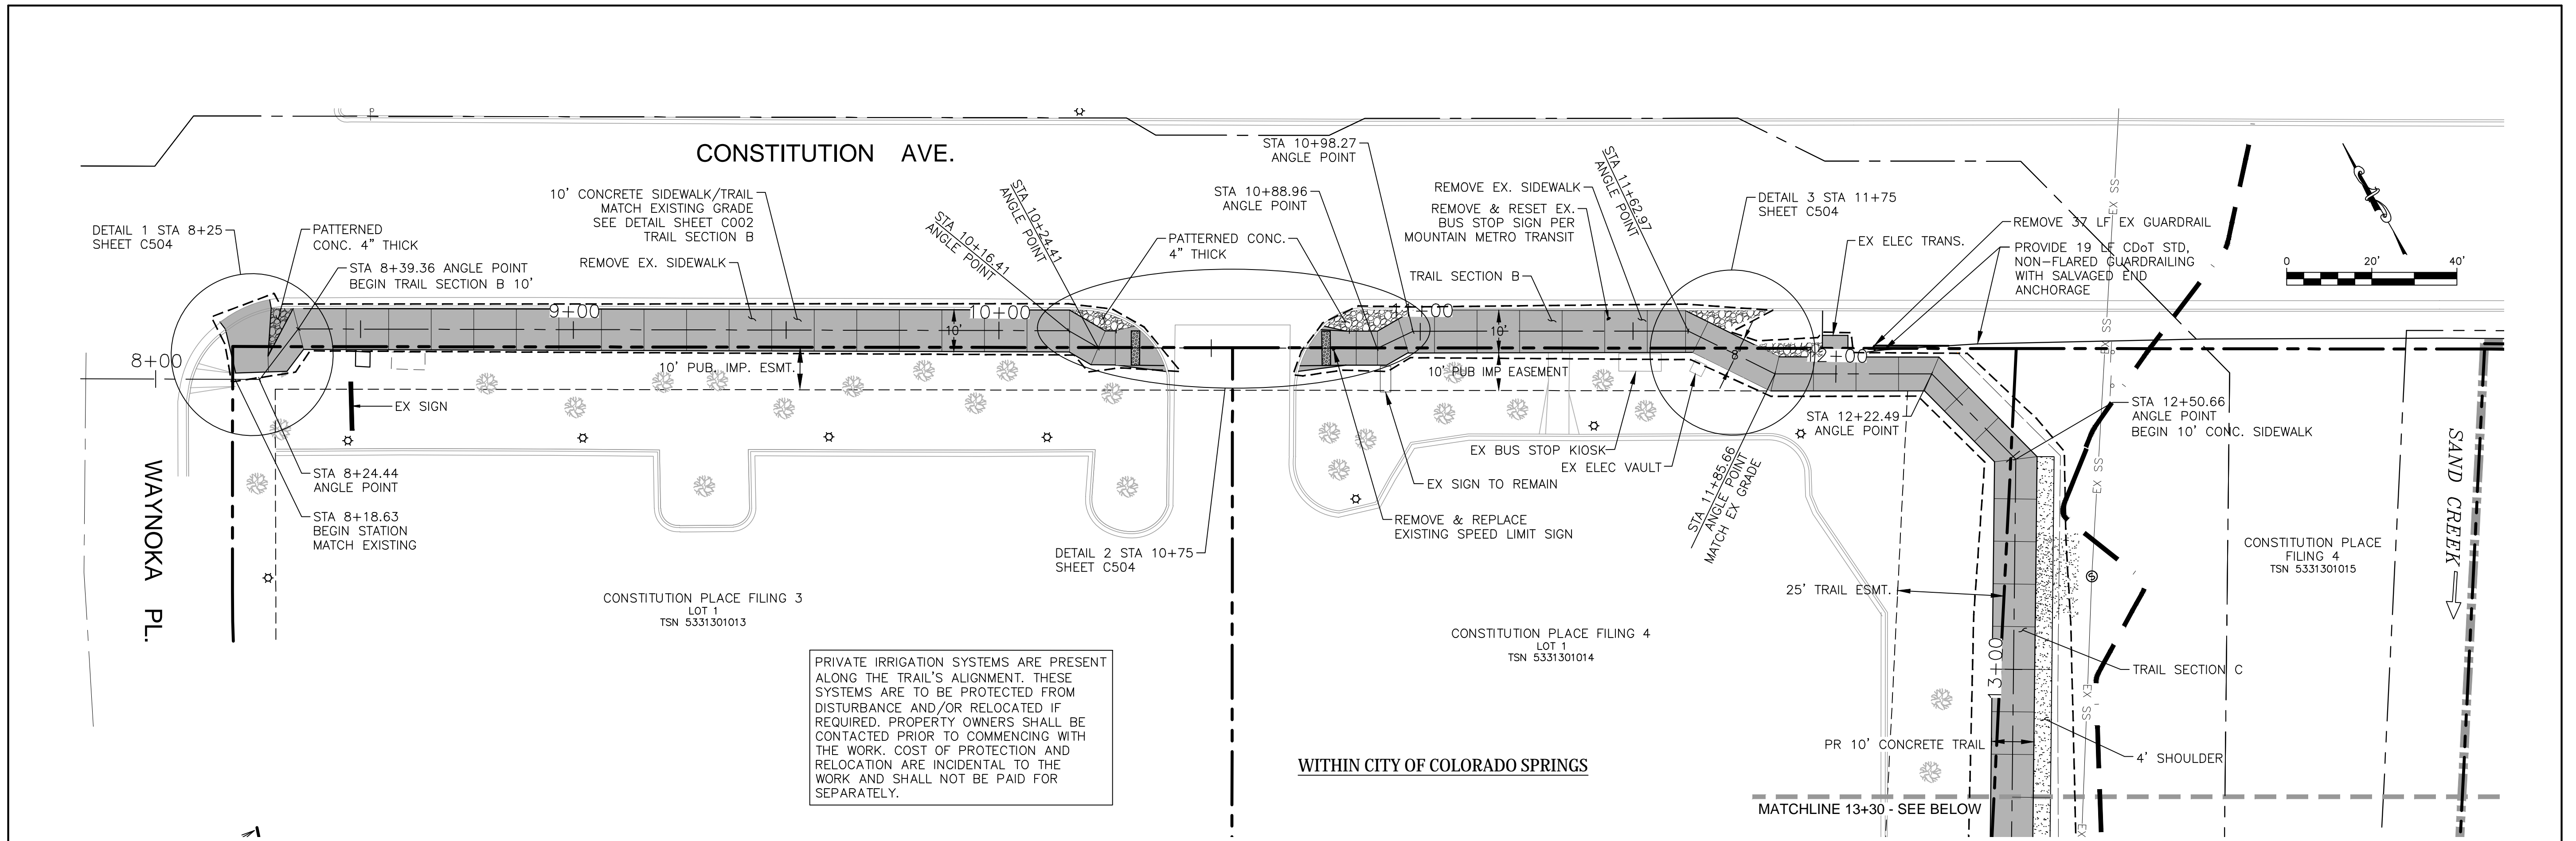 CONSTITUTION AVE.
DETAIL 1 STA 8+25
SHEET C504
PATTERNED
CONC. 4" THICK
STA 8+39.36 ANGLE POINT
BEGIN TRAIL SECTION B 10'
10' CONCRETE SIDEWALK/TRAIL
MATCH EXISTING GRADE
SEE DETAIL SHEET C002
TRAIL SECTION B
REMOVE EX. SIDEWALK
STA 10+16.41
ANGLE POINT
STA 10+24.41
ANGLE POINT
PATTERNED CONC.
4" THICK
STA 10+98.27
ANGLE POINT
STA 10+88.96
ANGLE POINT
REMOVE EX. SIDEWALK
REMOVE & RESET EX.
BUS STOP SIGN PER
MOUNTAIN METRO TRANSIT
TRAIL SECTION B
STA 11+62.97
ANGLE POINT
DETAIL 3 STA 11+75
SHEET C504
EX ELEC TRANS.
REMOVE 37 LF EX GUARDRAIL
PROVIDE 19 LF CDoT STD,
NON-FLARED GUARDRAILING
WITH SALVAGED END
ANCHORAGE
0 20' 40'
EX SS
SS
EX SS
SS
EX SS
SS
EX
8+00
9+00
10+00
11+00
12+00
13+00
10'
10'
8'
10' PUB. IMP. ESMT.
10' PUB IMP EASEMENT
EX SIGN
STA 8+24.44
ANGLE POINT
STA 8+18.63
BEGIN STATION
MATCH EXISTING
WAYNOKA PL.
DETAIL 2 STA 10+75
SHEET C504
EX BUS STOP KIOSK
EX ELEC VAULT
EX SIGN TO REMAIN
REMOVE & REPLACE
EXISTING SPEED LIMIT SIGN
STA 11+85.66
ANGLE POINT
MATCH EX GRADE
STA 12+22.49
ANGLE POINT
STA 12+50.66
ANGLE POINT
BEGIN 10' CONC. SIDEWALK
SAND CREEK
CONSTITUTION PLACE
FILING 4
TSN 5331301015
25' TRAIL ESMT.
CONSTITUTION PLACE FILING 3
LOT 1
TSN 5331301013
CONSTITUTION PLACE FILING 4
LOT 1
TSN 5331301014
PRIVATE IRRIGATION SYSTEMS ARE PRESENT
ALONG THE TRAIL'S ALIGNMENT. THESE
SYSTEMS ARE TO BE PROTECTED FROM
DISTURBANCE AND/OR RELOCATED IF
REQUIRED. PROPERTY OWNERS SHALL BE
CONTACTED PRIOR TO COMMENCING WITH
THE WORK. COST OF PROTECTION AND
RELOCATION ARE INCIDENTAL TO THE
WORK AND SHALL NOT BE PAID FOR
SEPARATELY.
TRAIL SECTION C
PR 10' CONCRETE TRAIL
4' SHOULDER
WITHIN CITY OF COLORADO SPRINGS
MATCHLINE 13+30 - SEE BELOW